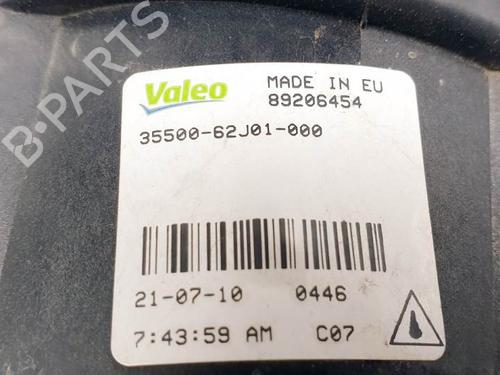 Valeo MADE IN EU
89206454
35500-62J01-000
21-07-10 0446
7:43:59 AM C07
B-PARTS